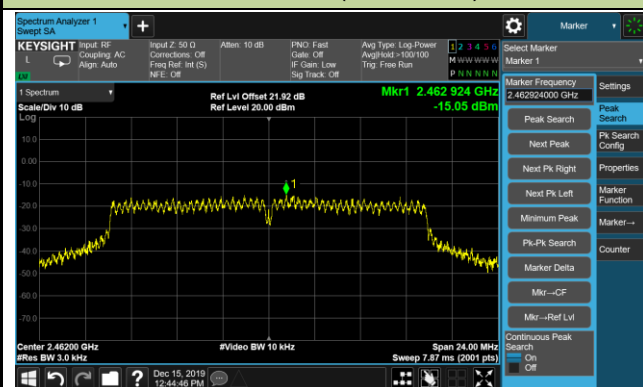 Spectrum Analyzer 1
Swept SA
Marker
KEYSIGHT
L
LVI
Input: RF
Coupling: AC
Align: Auto
Input Z: 50 Ω
Corrections: Off
Freq Ref: Int (S)
NFE: Off
Atten: 10 dB
PNO: Fast
Gate: Off
IF Gain: Low
Sig Track: Off
Avg Type: Log-Power
Avg|Hold:>100/100
Trig: Free Run
1 2 3 4 5 6
M W W W W W
P N N N N N
Select Marker
Marker 1
1 Spectrum
Scale/Div 10 dB
Log
Ref Lvl Offset 21.92 dB
Ref Level 20.00 dBm
Mkr1 2.462 924 GHz
-15.05 dBm
10.0
0.00
-10.0
-20.0
-30.0
-40.0
-50.0
-60.0
-70.0
1
Center 2.46200 GHz
#Res BW 3.0 kHz
#Video BW 10 kHz
Span 24.00 MHz
Sweep 7.87 ms (2001 pts)
Marker Frequency
2.462924000 GHz
Peak Search
Next Peak
Next Pk Right
Next Pk Left
Minimum Peak
Pk-Pk Search
Marker Delta
Mkr→CF
Mkr→Ref Lvl
Continuous Peak
Search
On
Off
Settings
Peak
Search
Pk Search
Config
Properties
Marker
Function
Marker→
Counter
?
Dec 15, 2019
12:44:46 PM